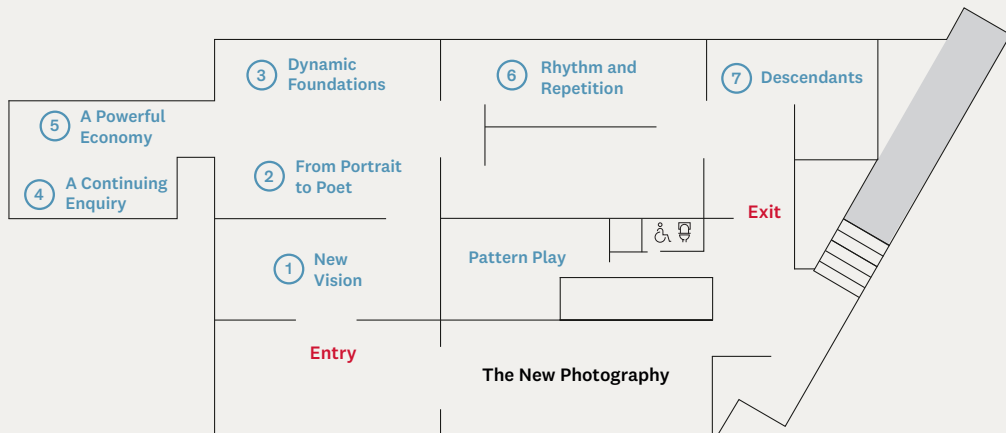 3 Dynamic
Foundations
6 Rhythm and
Repetition
7 Descendants
5 A Powerful
Economy
4 A Continuing
Enquiry
2 From Portrait
to Poet
Exit
1 New
Vision
Pattern Play
Entry
The New Photography